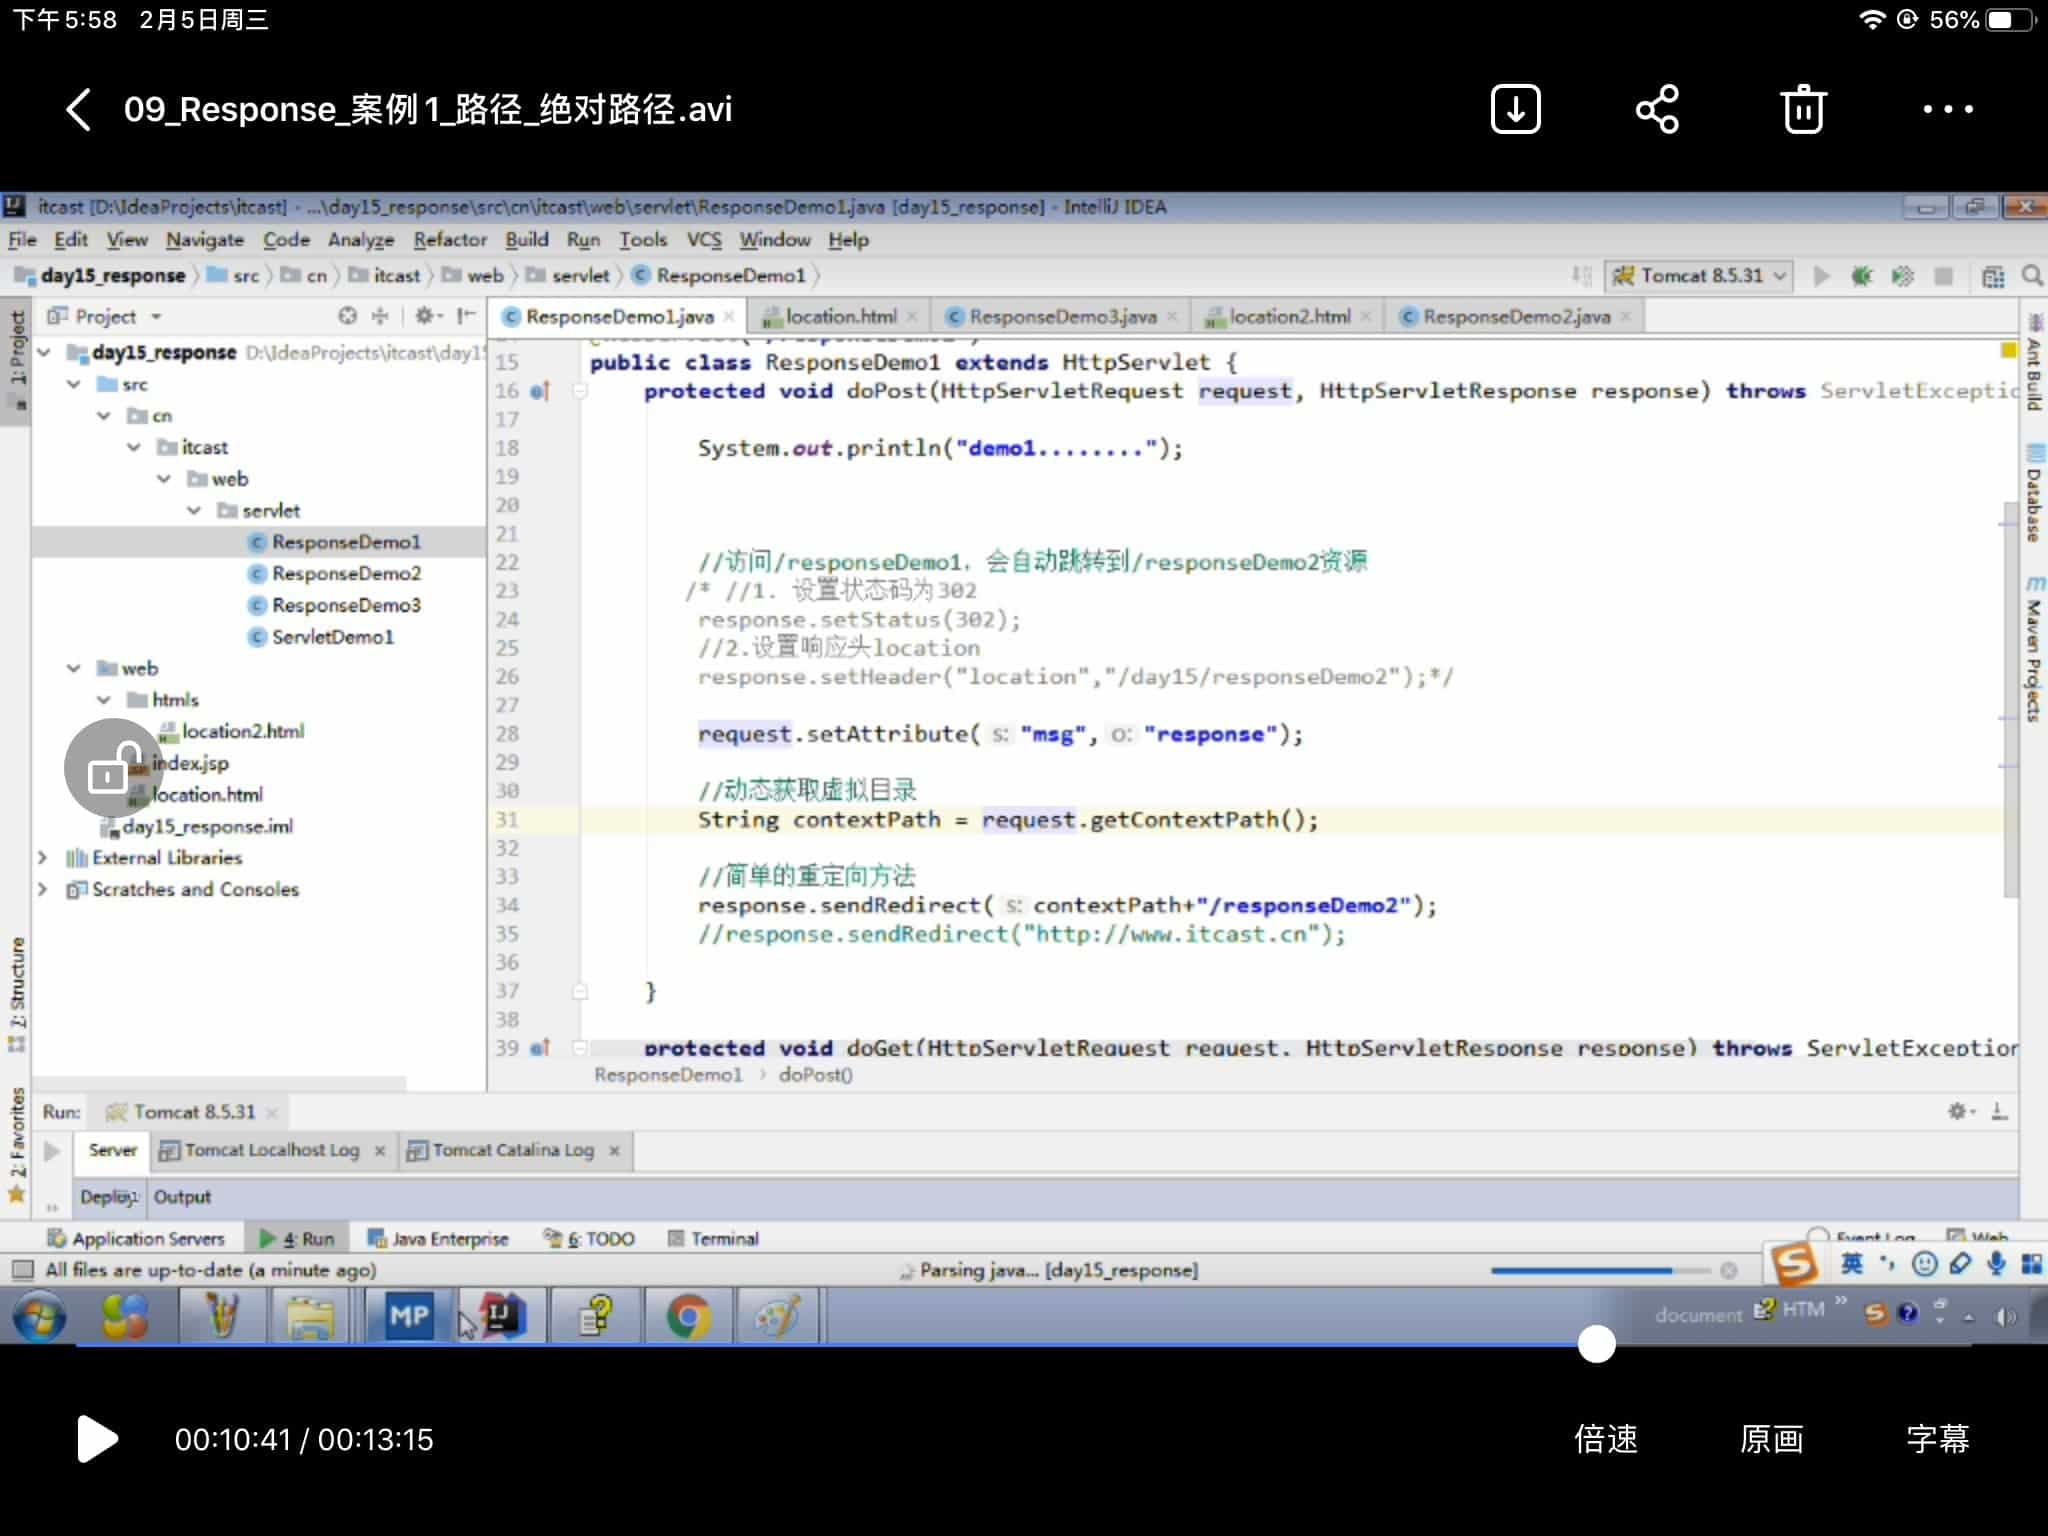 下午5:58 2月5日周三
56%
09_Response_案例1_路径_绝对路径.avi
itcast [D:\IdeaProjects\itcast] - ...\day15_response\src\cn\itcast\web\servlet\ResponseDemo1.java [day15_response] - IntelliJ IDEA
File Edit View Navigate Code Analyze Refactor Build Run Tools VCS Window Help
day15_response src cn itcast web servlet ResponseDemo1
Tomcat 8.5.31
Project
ResponseDemo1.java location.html ResponseDemo3.java location2.html ResponseDemo2.java
1: Project
day15_response D:\IdeaProjects\itcast\day1
src
cn
itcast
web
servlet
ResponseDemo1
ResponseDemo2
ResponseDemo3
ServletDemo1
web
htmls
location2.html
index.jsp
location.html
day15_response.iml
External Libraries
Scratches and Consoles
7: Structure
2: Favorites
15 public class ResponseDemo1 extends HttpServlet {
16 protected void doPost(HttpServletRequest request, HttpServletResponse response) throws ServletExceptio
17
18 System.out.println("demo1........");
19
20
21
22 //访问/responseDemo1, 会自动跳转到/responseDemo2资源
23 /* //1. 设置状态码为302
24 response.setStatus(302);
25 //2.设置响应头location
26 response.setHeader("location","/day15/responseDemo2");*/
27
28 request.setAttribute( s: "msg", o: "response");
29
30 //动态获取虚拟目录
31 String contextPath = request.getContextPath();
32
33 //简单的重定向方法
34 response.sendRedirect( s: contextPath+"/responseDemo2");
35 //response.sendRedirect("http://www.itcast.cn");
36
37 }
38
39 protected void doGet(HttpServletRequest request, HttpServletResponse response) throws ServletException
ResponseDemo1 doPost()
Ant Build
Database
Maven Projects
Run: Tomcat 8.5.31
Server Tomcat Localhost Log Tomcat Catalina Log
Output
Application Servers 4: Run Java Enterprise 6: TODO Terminal Event Log Web
All files are up-to-date (a minute ago) Parsing java... [day15_response]
英
MP document HTM
00:10:41 / 00:13:15
倍速 原画 字幕